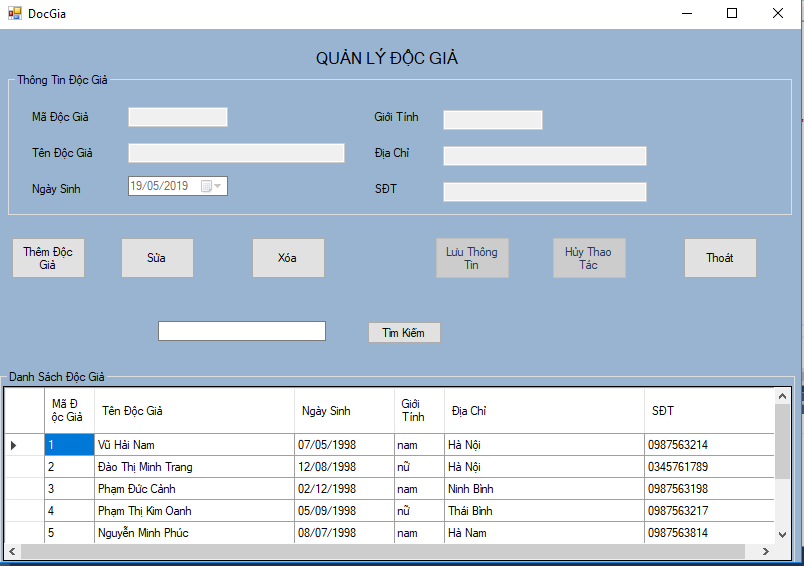 DocGia
QUẢN LÝ ĐỘC GIẢ
Thông Tin Độc Giả
Mã Độc Giả
Giới Tính
Tên Độc Giả
Địa Chỉ
Ngày Sinh
19/05/2019
SĐT
Thêm Độc
Giả
Sửa
Xóa
Lưu Thông
Tin
Hủy Thao
Tác
Thoát
Tìm Kiếm
Danh Sách Độc Giả
Mã Đ
ộc Giả
Tên Độc Giả
Ngày Sinh
Giới
Tính
Địa Chỉ
SĐT
1 Vũ Hải Nam 07/05/1998 nam Hà Nội 0987563214
2 Đào Thị Minh Trang 12/08/1998 nữ Hà Nội 0345761789
3 Phạm Đức Cảnh 02/12/1998 nam Ninh Bình 0987563198
4 Phạm Thị Kim Oanh 05/09/1998 nữ Thái Bình 0987563217
5 Nguyễn Minh Phúc 08/07/1998 nam Hà Nam 0987563814